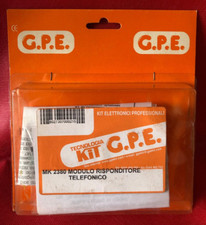 G.P.E.
G.P.E.
KIT ELETTRONICI PROFESSIONALI
TECNOLOGIA
KIT G.P.E.
MK 2380 MODULO RISPONDITORE
TELEFONICO